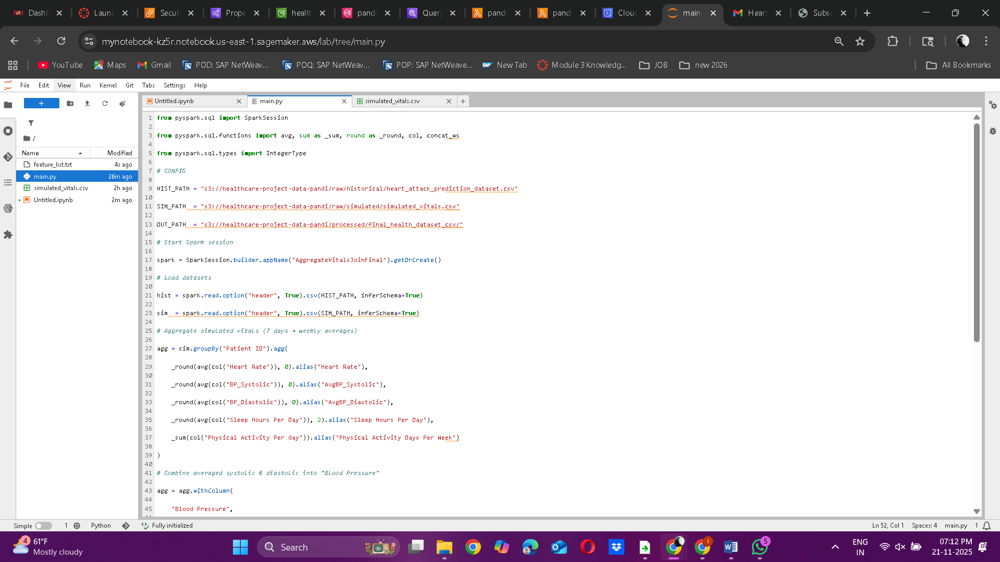 Dashb
Laun
Secur
Prope
healt
pandi
Query
pandi
pandi
Cloud
main.
Heart
Subsc
mynotebook-kz5r.notebook.us-east-1.sagemaker.aws/lab/tree/main.py
YouTube
Maps
Gmail
POD: SAP NetWeav...
POQ: SAP NetWeav...
POP: SAP NetWeave...
New Tab
Module 3 Knowledg...
JOB
new 2026
All Bookmarks
File Edit View Run Kernel Git Tabs Settings Help
Untitled.ipynb
main.py
simulated_vitals.csv
/
Name Modified
feature_list.txt 4s ago
main.py 26m ago
simulated_vitals.csv 2h ago
Untitled.ipynb 2m ago
1 from pyspark.sql import SparkSession
2
3 from pyspark.sql.functions import avg, sum as _sum, round as _round, col, concat_ws
4
5 from pyspark.sql.types import IntegerType
6
7 # CONFIG
8
9 HIST_PATH = "s3://healthcare-project-data-pandi/raw/historical/heart_attack_prediction_dataset.csv"
10
11 SIM_PATH  = "s3://healthcare-project-data-pandi/raw/simulated/simulated_vitals.csv"
12
13 OUT_PATH  = "s3://healthcare-project-data-pandi/processed/final_health_dataset_csv/"
14
15 # Start Spark session
16
17 spark = SparkSession.builder.appName("AggregateVitalsJoinFinal").getOrCreate()
18
19 # Load datasets
20
21 hist = spark.read.option("header", True).csv(HIST_PATH, inferSchema=True)
22
23 sim  = spark.read.option("header", True).csv(SIM_PATH, inferSchema=True)
24
25 # Aggregate simulated vitals (7 days → weekly averages)
26
27 agg = sim.groupBy("Patient ID").agg(
28
29     _round(avg(col("Heart Rate")), 0).alias("Heart Rate"),
30
31     _round(avg(col("BP_Systolic")), 0).alias("AvgBP_Systolic"),
32
33     _round(avg(col("BP_Diastolic")), 0).alias("AvgBP_Diastolic"),
34
35     _round(avg(col("Sleep Hours Per Day")), 2).alias("Sleep Hours Per Day"),
36
37     _sum(col("Physical Activity Per day")).alias("Physical Activity Days Per Week")
38
39 )
40
41 # Combine averaged systolic & diastolic into "Blood Pressure"
42
43 agg = agg.withColumn(
44
45     "Blood Pressure",
Simple 1 Python Fully initialized Ln 52, Col 1 Spaces: 4 main.py 1
4
61°F
Mostly cloudy
Search
5
ENG
IN
07:12 PM
21-11-2025